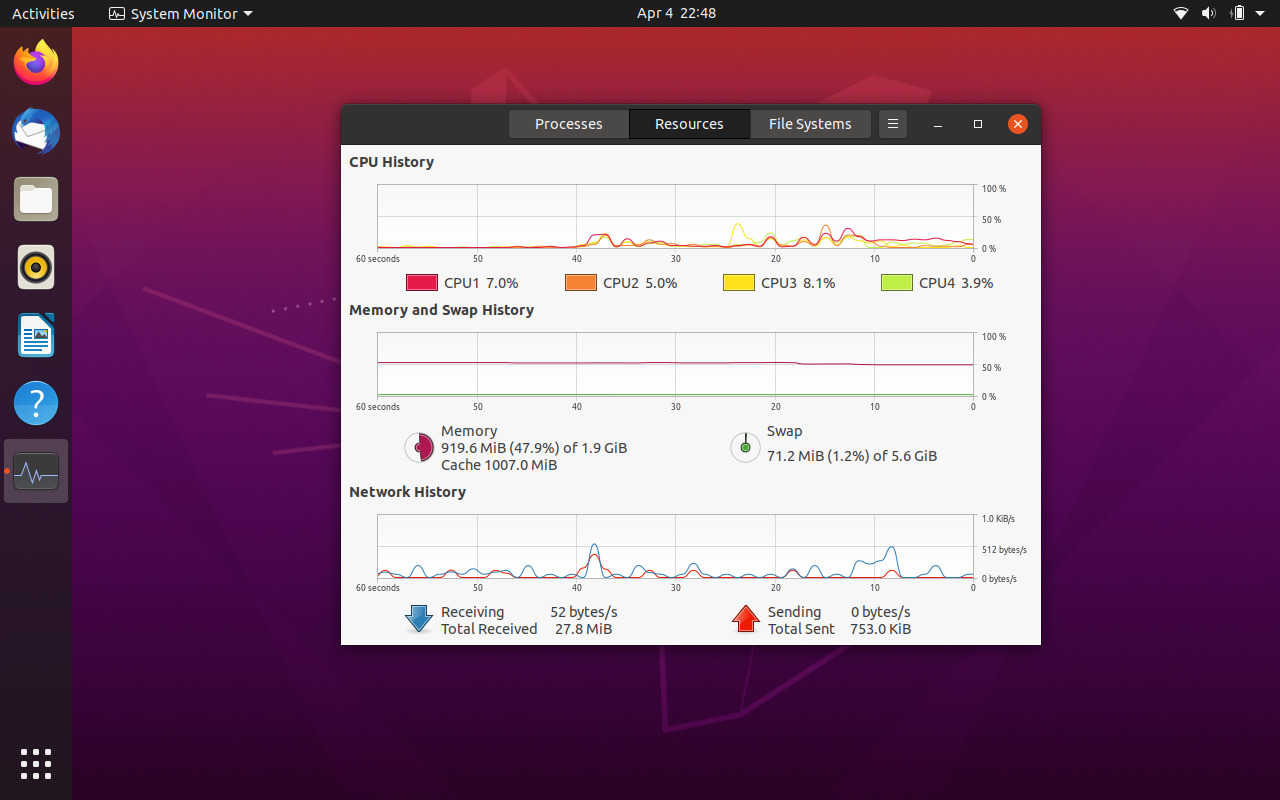 Activities System Monitor Apr 4 22:48
Processes Resources File Systems
CPU History
100 %
50 %
0 %
60 seconds 50 40 30 20 10 0
CPU1 7.0% CPU2 5.0% CPU3 8.1% CPU4 3.9%
Memory and Swap History
100 %
50 %
0 %
60 seconds 50 40 30 20 10 0
Memory
919.6 MiB (47.9%) of 1.9 GiB
Cache 1007.0 MiB
Swap
71.2 MiB (1.2%) of 5.6 GiB
Network History
1.0 KiB/s
512 bytes/s
0 bytes/s
60 seconds 50 40 30 20 10 0
Receiving 52 bytes/s
Total Received 27.8 MiB
Sending 0 bytes/s
Total Sent 753.0 KiB